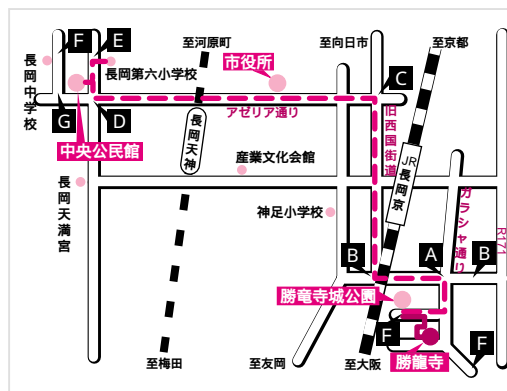 F
E
至河原町
至向日市
至京都
長岡第六小学校
市役所
C
長岡中学校
G
D
アゼリア通り
旧西国街道
中央公民館
長岡天神
産業文化会館
JR長岡京
長岡天満宮
神足小学校
ガラシャ通り
R171
B
A
B
勝竜寺城公園
F
F
勝龍寺
至梅田
至友岡
至大阪